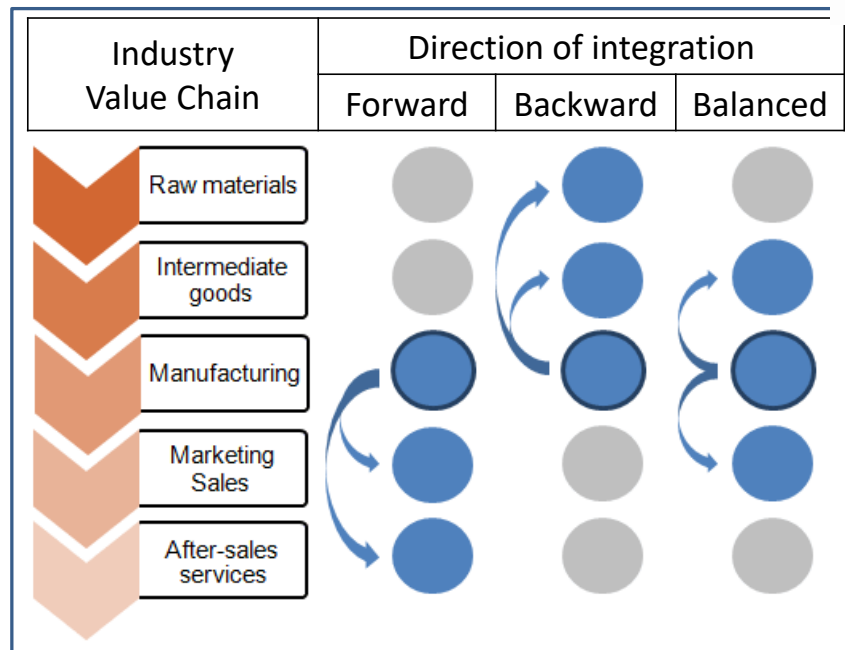 Industry
Value Chain
Direction of integration
Forward
Backward
Balanced
Raw materials
Intermediate
goods
Manufacturing
Marketing
Sales
After-sales
services